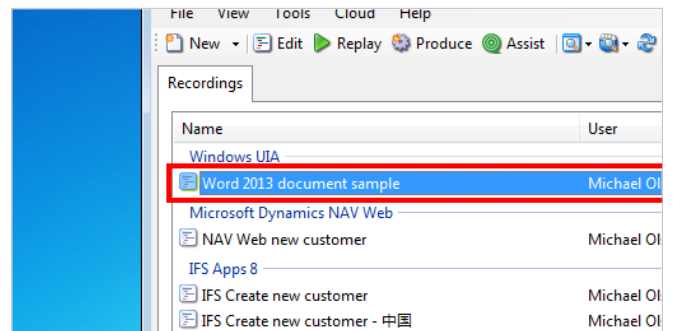 File View Tools Cloud Help
New Edit Replay Produce Assist
Recordings
Name User
Windows UIA
Word 2013 document sample Michael Ol
Microsoft Dynamics NAV Web
NAV Web new customer Michael Ol
IFS Apps 8
IFS Create new customer Michael Ol
IFS Create new customer - 中国 Michael Ol